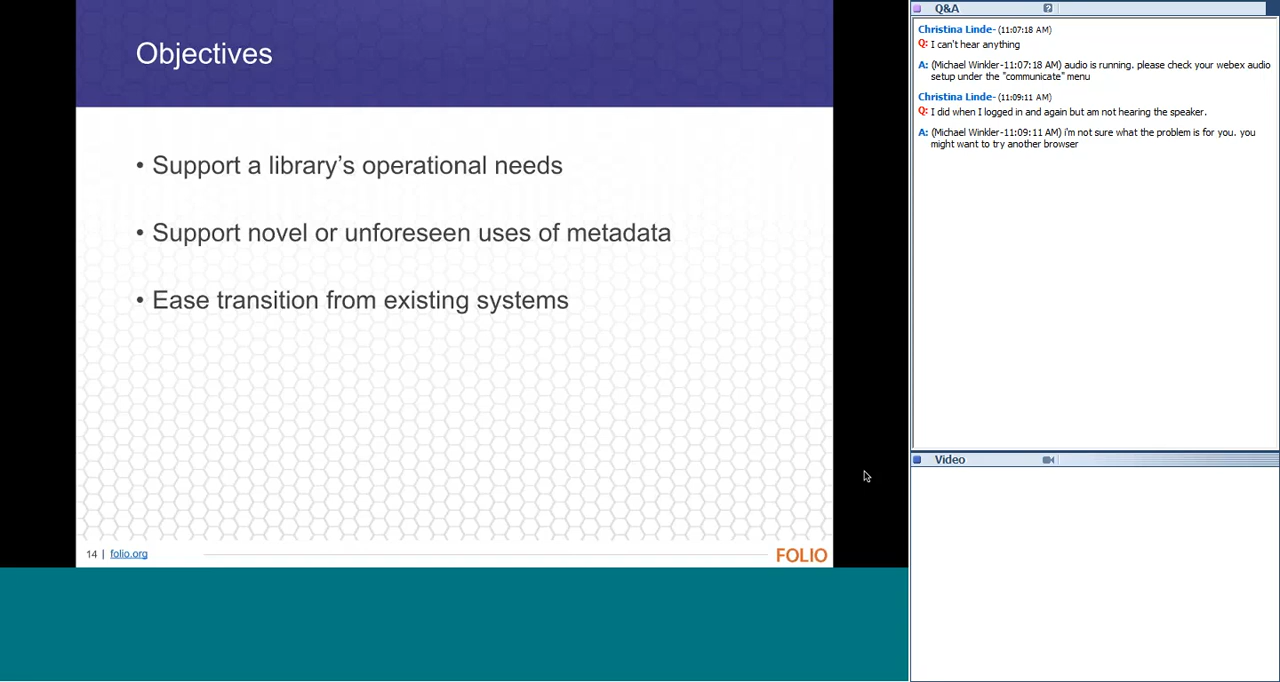 Objectives
• Support a library’s operational needs
• Support novel or unforeseen uses of metadata
• Ease transition from existing systems
14 | folio.org
FOLIO
Q&A
?
Christina Linde- (11:07:18 AM)
Q: I can't hear anything
A: (Michael Winkler-11:07:18 AM) audio is running. please check your webex audio
setup under the "communicate" menu
Christina Linde- (11:09:11 AM)
Q: I did when I logged in and again but am not hearing the speaker.
A: (Michael Winkler-11:09:11 AM) i'm not sure what the problem is for you. you
might want to try another browser
Video